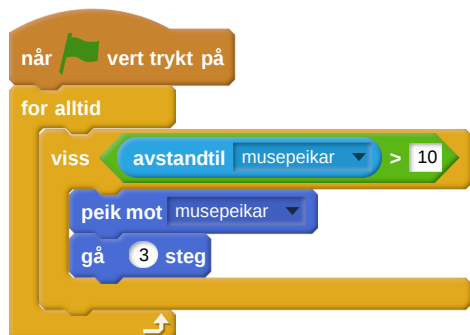 når vert trykt på
for alltid
viss avstandtil musepeikar > 10
peik mot musepeikar
gå 3 steg